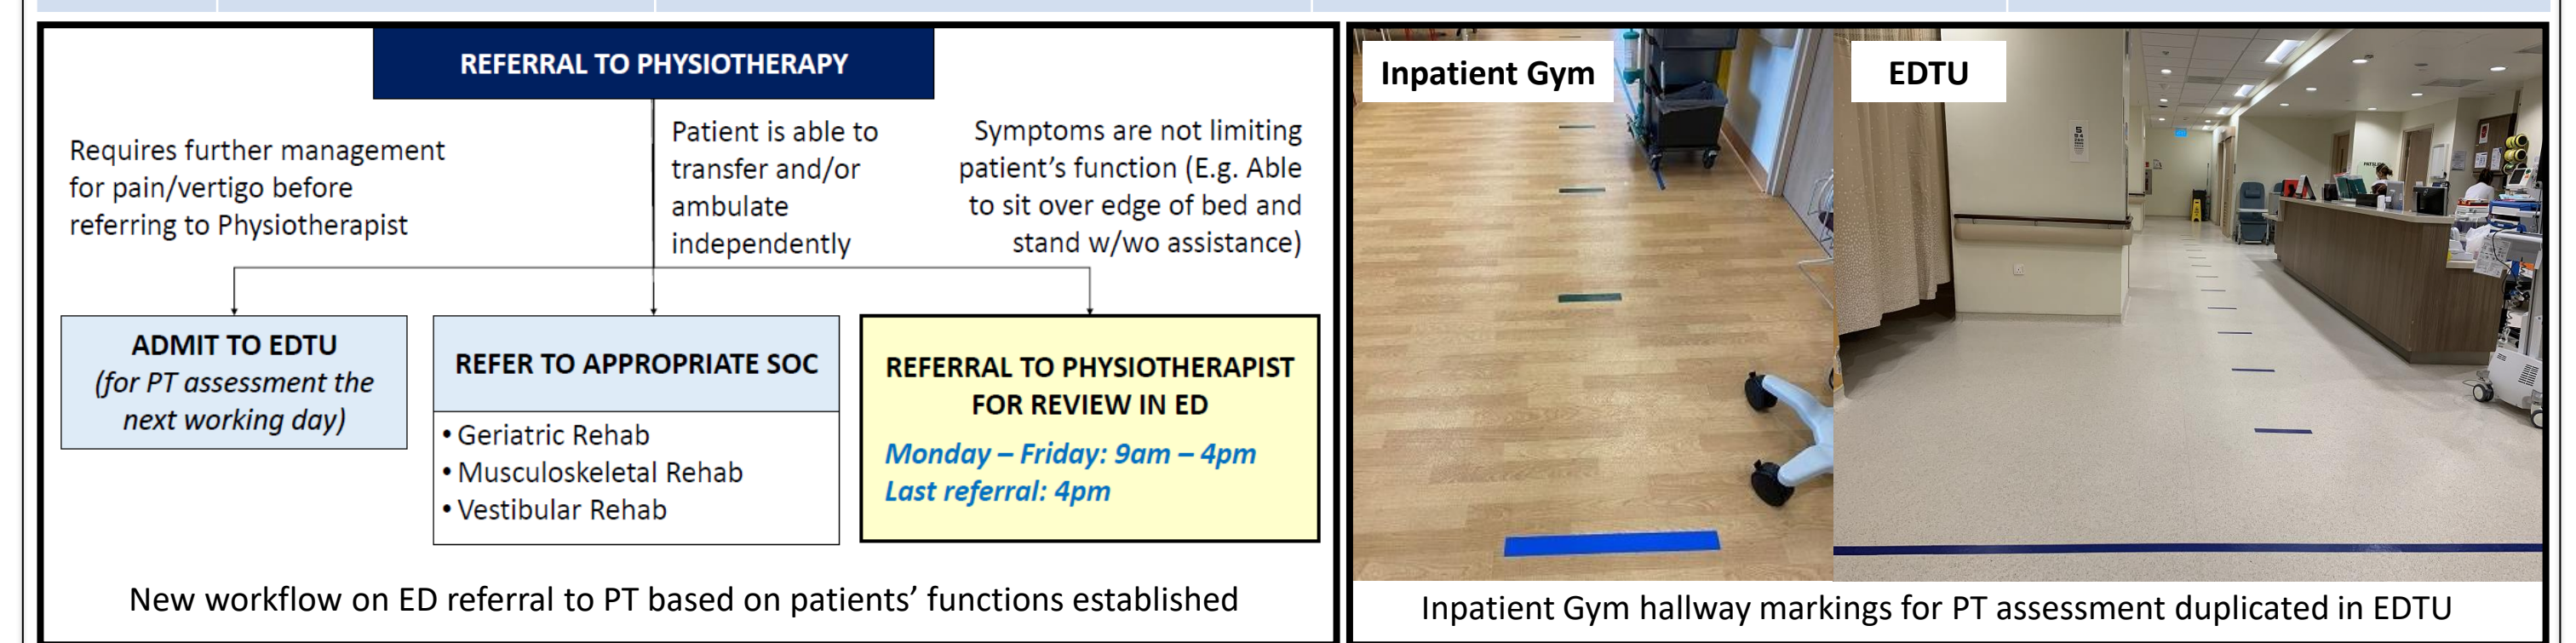 REFERRAL TO PHYSIOTHERAPY
Requires further management
for pain/vertigo before
referring to Physiotherapist
Patient is able to
transfer and/or
ambulate
independently
Symptoms are not limiting
patient’s function (E.g. Able
to sit over edge of bed and
stand w/wo assistance)
ADMIT TO EDTU
(for PT assessment the
next working day)
REFER TO APPROPRIATE SOC
• Geriatric Rehab
• Musculoskeletal Rehab
• Vestibular Rehab
REFERRAL TO PHYSIOTHERAPIST
FOR REVIEW IN ED
Monday – Friday: 9am – 4pm
Last referral: 4pm
New workflow on ED referral to PT based on patients’ functions established
Inpatient Gym
EDTU
Inpatient Gym hallway markings for PT assessment duplicated in EDTU